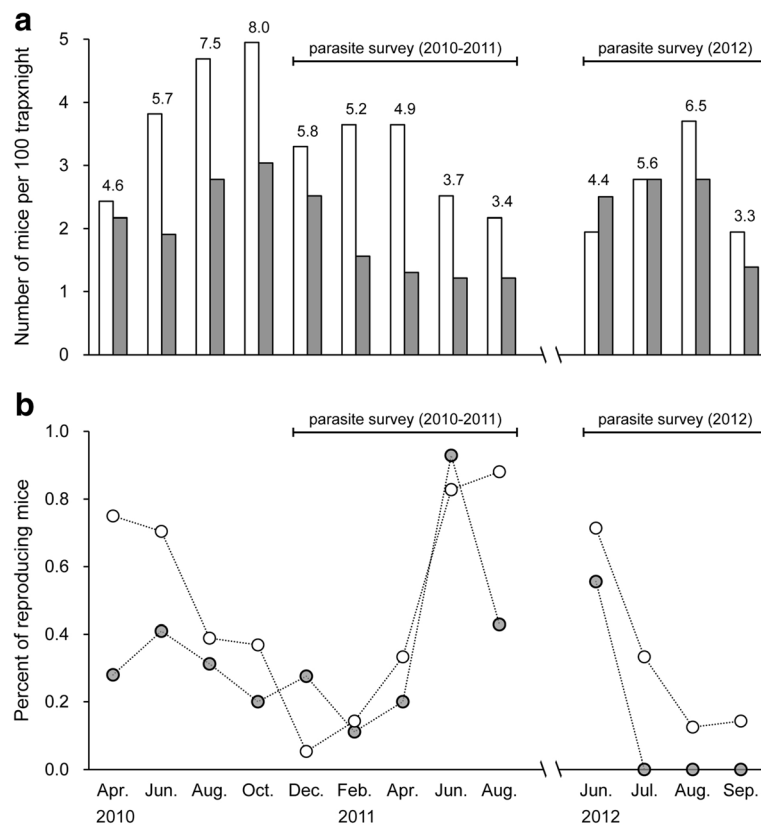 a
Number of mice per 100 trapxnight
5
4
3
2
1
0
parasite survey (2010-2011)
parasite survey (2012)
4.6
5.7
7.5
8.0
5.8
5.2
4.9
3.7
3.4
4.4
5.6
6.5
3.3
b
Percent of reproducing mice
1.0
0.8
0.6
0.4
0.2
0.0
parasite survey (2010-2011)
parasite survey (2012)
Apr. Jun. Aug. Oct. Dec. Feb. Apr. Jun. Aug. Jun. Jul. Aug. Sep.
2010 2011 2012